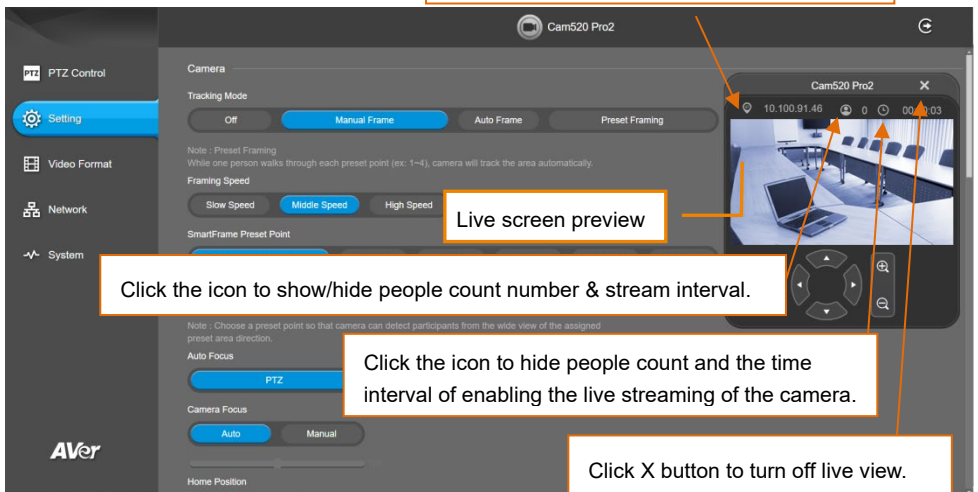 Cam520 Pro2
PTZ PTZ Control
Setting
Video Format
Network
System
AVer
Camera
Tracking Mode
Off Manual Frame Auto Frame Preset Framing
Note : Preset Framing
While one person walks through each preset point (ex: 1~4), camera will track the area automatically.
Framing Speed
Slow Speed Middle Speed High Speed
SmartFrame Preset Point
Note : Choose a preset point so that camera can detect participants from the wide view of the assigned
preset area direction.
Auto Focus
PTZ
Camera Focus
Auto Manual
Home Position
Cam520 Pro2
10.100.91.46 0
Live screen preview
Click the icon to show/hide people count number & stream interval.
Click the icon to hide people count and the time
interval of enabling the live streaming of the camera.
Click X button to turn off live view.